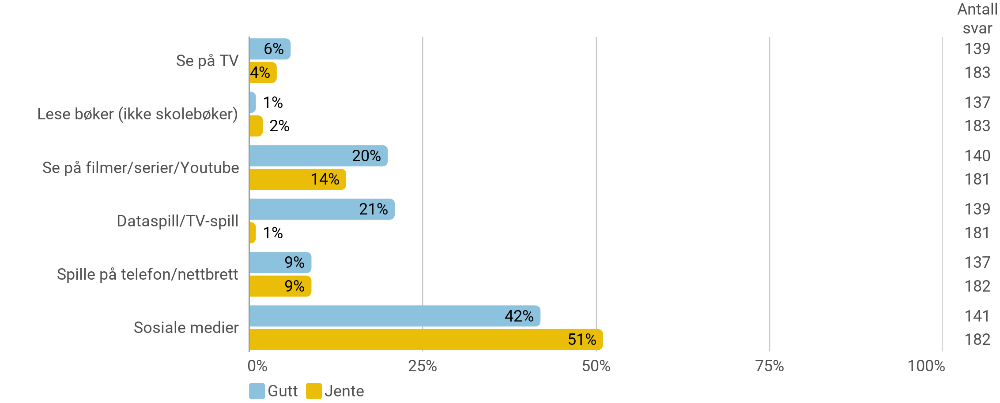 Antall
svar
Se på TV
6%
139
4%
183
Lese bøker (ikke skolebøker)
1%
137
2%
183
Se på filmer/serier/Youtube
20%
140
14%
181
Dataspill/TV-spill
21%
139
1%
181
Spille på telefon/nettbrett
9%
137
9%
182
Sosiale medier
42%
141
51%
182
0% 25% 50% 75% 100%
Gutt Jente